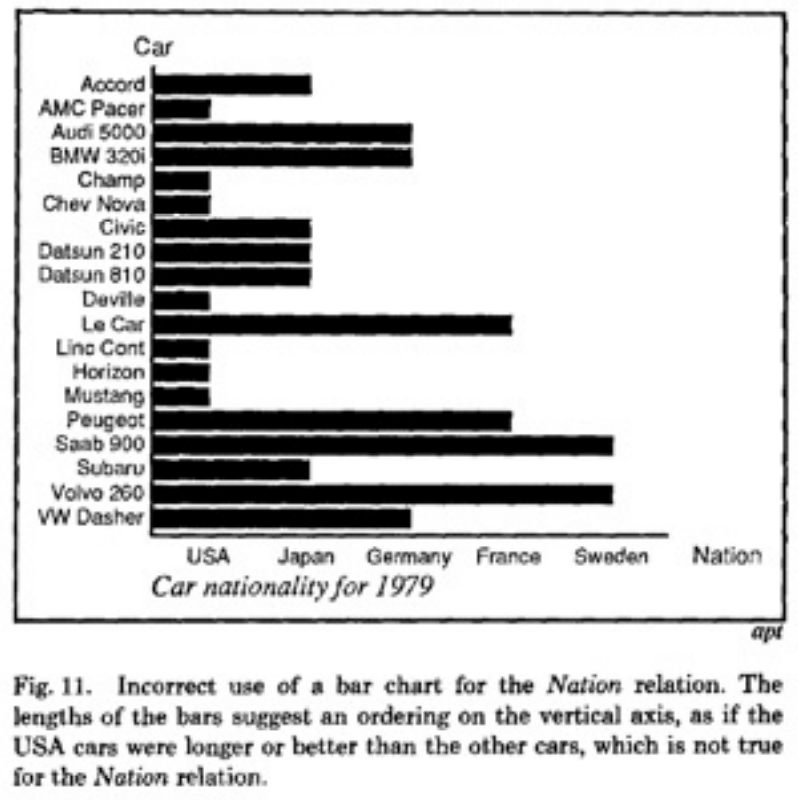 Car
Accord
AMC Pacer
Audi 5000
BMW 320i
Champ
Chev Nova
Civic
Datsun 210
Datsun 810
Deville
Le Car
Linc Cont
Horizon
Mustang
Peugeot
Saab 900
Subaru
Volvo 260
VW Dasher
USA Japan Germany France Sweden Nation
Car nationality for 1979
apt
Fig. 11. Incorrect use of a bar chart for the Nation relation. The
lengths of the bars suggest an ordering on the vertical axis, as if the
USA cars were longer or better than the other cars, which is not true
for the Nation relation.